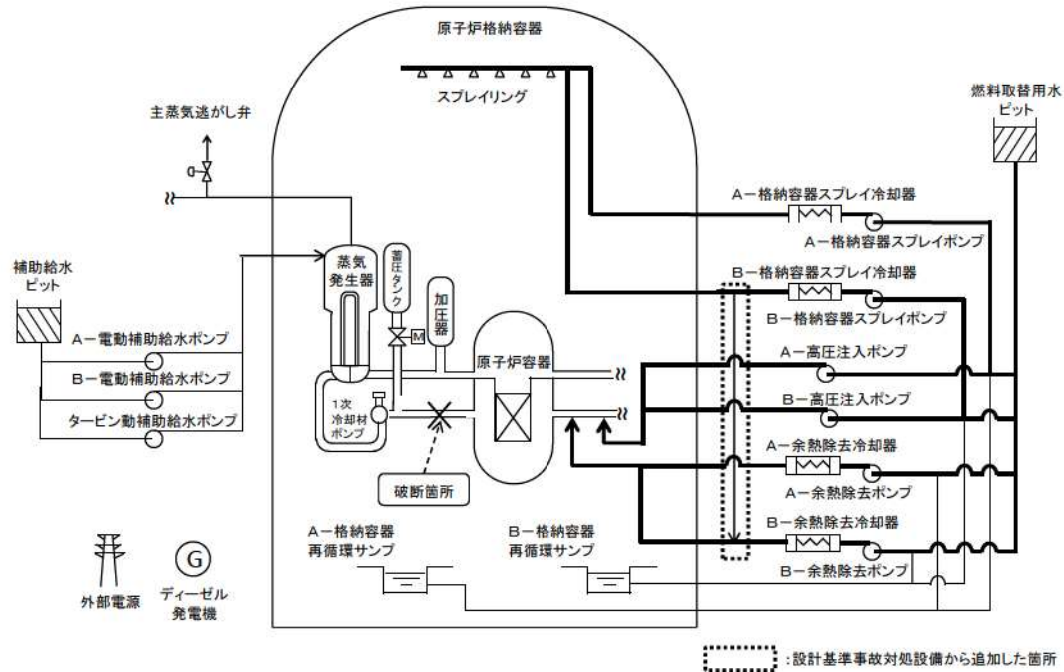 原子炉格納容器
スプレイリング
燃料取替用水
ピット
主蒸気逃がし弁
A－格納容器スプレイ冷却器
A－格納容器スプレイポンプ
補助給水
ピット
蒸気
発生器
蓄圧タンク
加圧器
M
B－格納容器スプレイ冷却器
B－格納容器スプレイポンプ
原子炉容器
A－電動補助給水ポンプ
B－電動補助給水ポンプ
タービン動補助給水ポンプ
A－高圧注入ポンプ
B－高圧注入ポンプ
1次
冷却材
ポンプ
A－余熱除去冷却器
A－余熱除去ポンプ
破断箇所
B－余熱除去冷却器
B－余熱除去ポンプ
A－格納容器
再循環サンプ
B－格納容器
再循環サンプ
G
外部電源
ディーゼル
発電機
：設計基準事故対処設備から追加した箇所